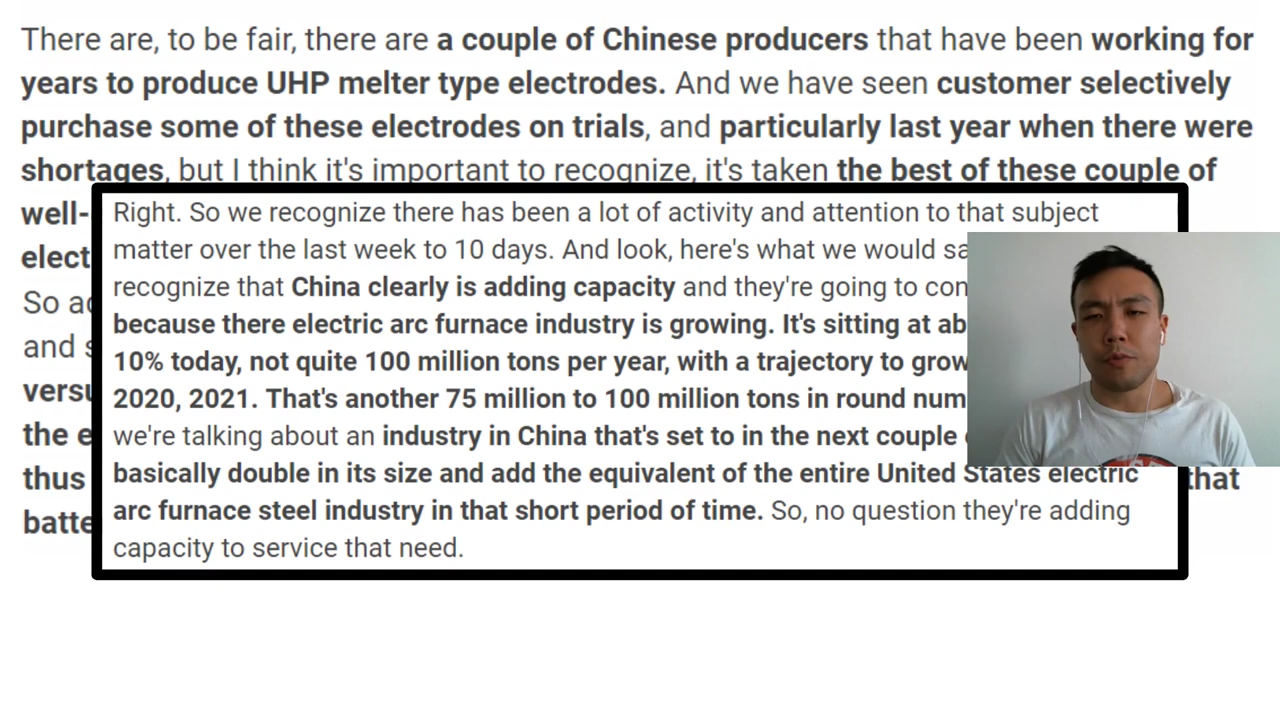 There are, to be fair, there are a couple of Chinese producers that have been working for
years to produce UHP melter type electrodes. And we have seen customer selectively
purchase some of these electrodes on trials, and particularly last year when there were
shortages, but I think it's important to recognize, it's taken the best of these couple of
well-
elect
So
and
versu
the e
thus
batte
that
Right. So we recognize there has been a lot of activity and attention to that subject
matter over the last week to 10 days. And look, here's what we would sa
recognize that China clearly is adding capacity and they're going to con
because there electric arc furnace industry is growing. It's sitting at ab
10% today, not quite 100 million tons per year, with a trajectory to grow
2020, 2021. That's another 75 million to 100 million tons in round num
we're talking about an industry in China that's set to in the next couple
basically double in its size and add the equivalent of the entire United States electric
arc furnace steel industry in that short period of time. So, no question they're adding
capacity to service that need.